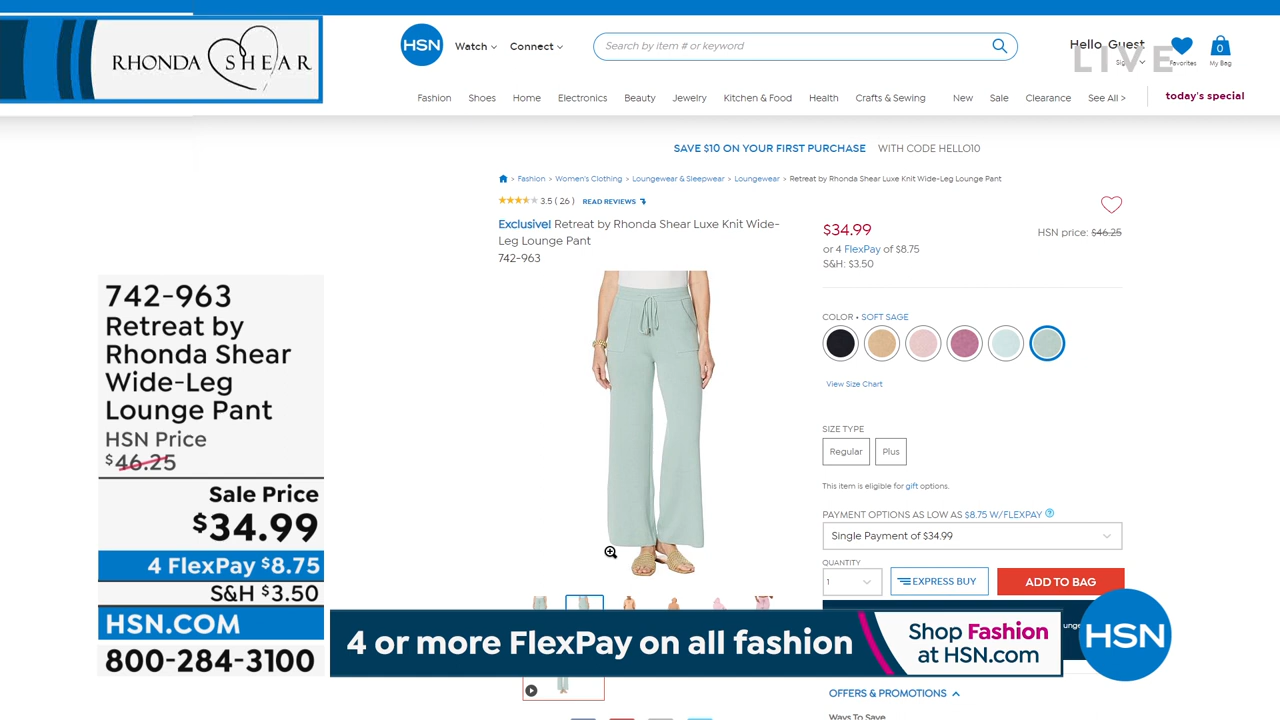 RHONDA SHEAR
HSN
Watch
Connect
Search by item # or keyword
Hello, Guest
LIVE
Favorites
0
My Bag
Fashion
Shoes
Home
Electronics
Beauty
Jewelry
Kitchen & Food
Health
Crafts & Sewing
New
Sale
Clearance
See All >
today's special
SAVE $10 ON YOUR FIRST PURCHASE WITH CODE HELLO10
> Fashion > Women's Clothing > Loungewear & Sleepwear > Loungewear > Retreat by Rhonda Shear Luxe Knit Wide-Leg Lounge Pant
3.5 ( 26 ) READ REVIEWS
Exclusive! Retreat by Rhonda Shear Luxe Knit Wide-
Leg Lounge Pant
742-963
$34.99
HSN price: $46.25
or 4 FlexPay of $8.75
S&H: $3.50
COLOR • SOFT SAGE
View Size Chart
SIZE TYPE
Regular
Plus
This item is eligible for gift options.
PAYMENT OPTIONS AS LOW AS $8.75 W/FLEXPAY ?
Single Payment of $34.99
QUANTITY
1
EXPRESS BUY
ADD TO BAG
OFFERS & PROMOTIONS
Ways To Save
742-963
Retreat by
Rhonda Shear
Wide-Leg
Lounge Pant
HSN Price
$46.25
Sale Price
$34.99
4 FlexPay $8.75
S&H $3.50
HSN.COM
800-284-3100
4 or more FlexPay on all fashion
Shop Fashion
at HSN.com
HSN